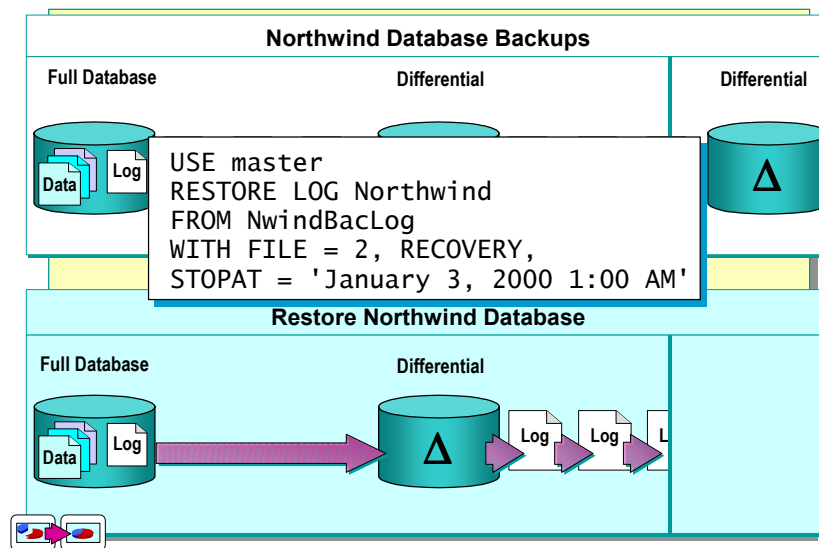 Northwind Database Backups
Full Database
Differential
Differential
Data
Log
Δ
USE master
RESTORE LOG Northwind
FROM NwindBacLog
WITH FILE = 2, RECOVERY,
STOPAT = 'January 3, 2000 1:00 AM'
Restore Northwind Database
Full Database
Differential
Data
Log
Δ
Log
Log
L